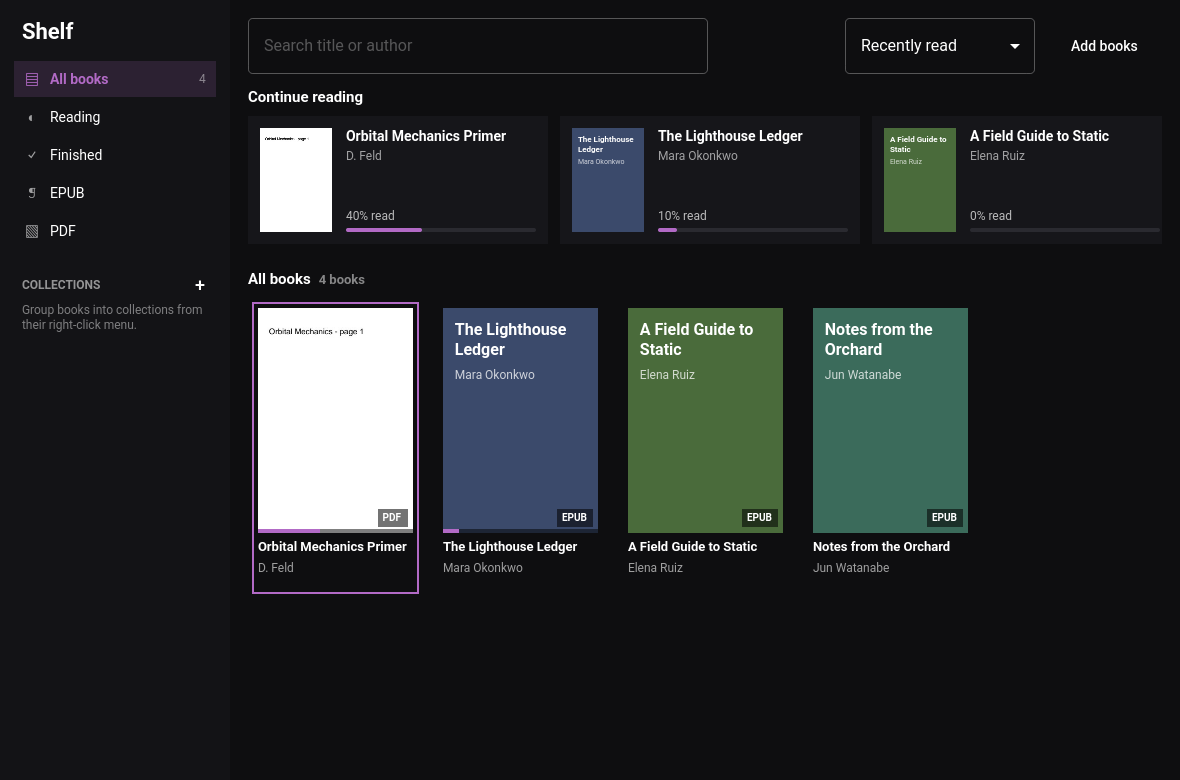 Shelf
All books 4
Reading
Finished
EPUB
PDF
COLLECTIONS +
Group books into collections from
their right-click menu.
Search title or author
Recently read
Add books
Continue reading
Orbital Mechanics - page 1
Orbital Mechanics Primer
D. Feld
40% read
The Lighthouse
Ledger
Mara Okonkwo
The Lighthouse Ledger
Mara Okonkwo
10% read
A Field Guide to
Static
Elena Ruiz
A Field Guide to Static
Elena Ruiz
0% read
All books 4 books
Orbital Mechanics - page 1
PDF
Orbital Mechanics Primer
D. Feld
The Lighthouse
Ledger
Mara Okonkwo
EPUB
The Lighthouse Ledger
Mara Okonkwo
A Field Guide to
Static
Elena Ruiz
EPUB
A Field Guide to Static
Elena Ruiz
Notes from the
Orchard
Jun Watanabe
EPUB
Notes from the Orchard
Jun Watanabe